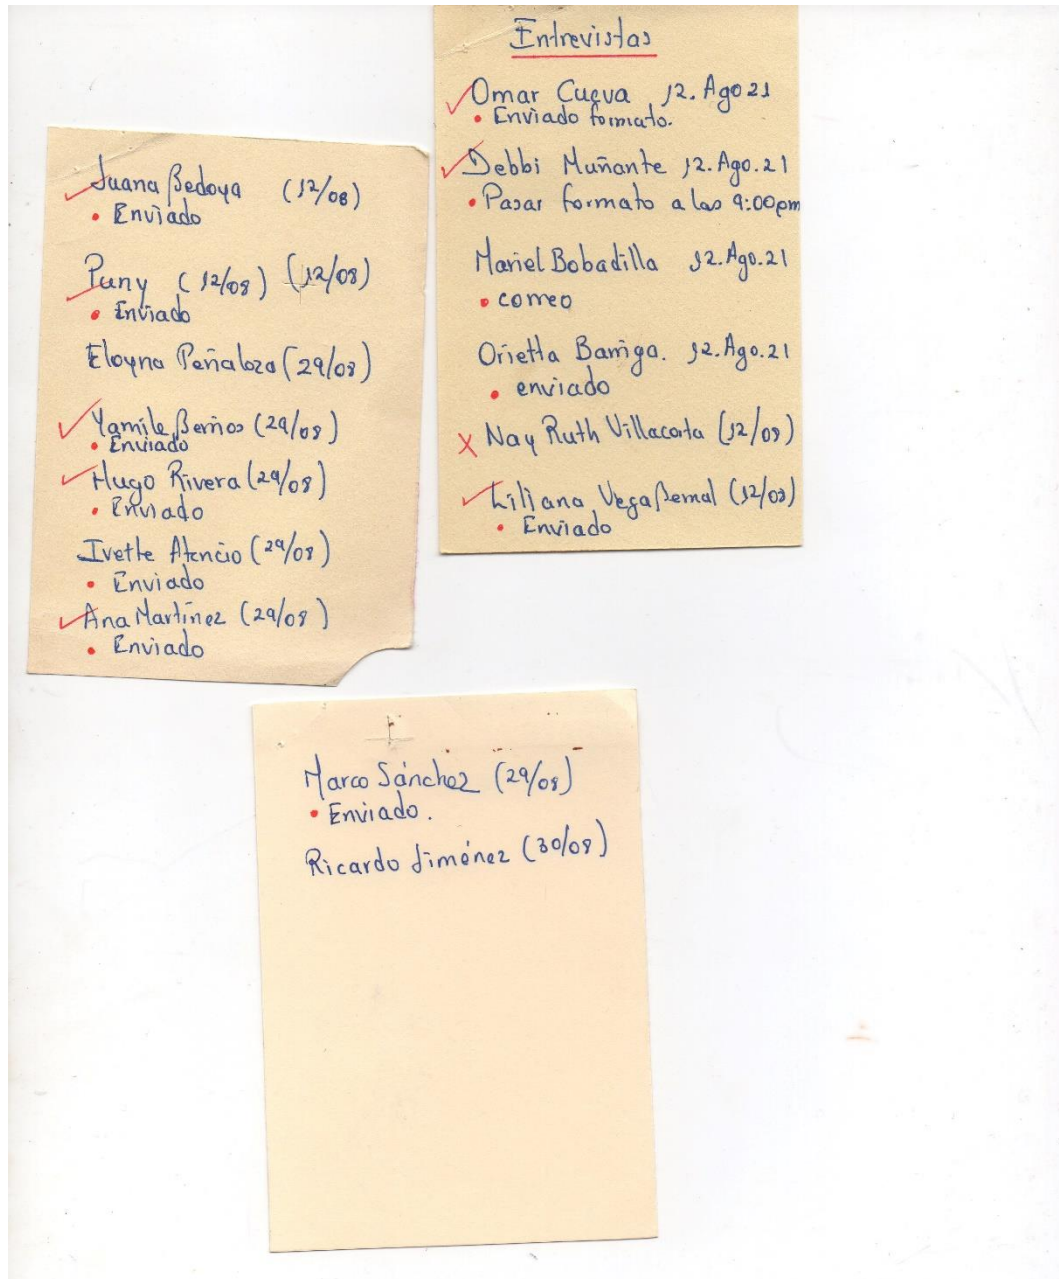 Entrevistas
✓ Omar Cueva 12. Ago 21
• Enviado formato.
✓ Debbi Muñante 12. Ago. 21
• Pasar formato a las 9:00pm
Mariel Bobadilla 12. Ago. 21
• correo
Orietta Barriga. 12. Ago. 21
• enviado
X Nay Ruth Villacorta (12/08)
✓ Liliana Vega Bernal (12/08)
• Enviado
✓ Juana Bedoya (12/08)
• Enviado
✓ Puny (12/08) (12/08)
• Enviado
Eloyna Peñaloza (29/08)
✓ Yamile Berrios (29/08)
• Enviado
✓ Hugo Rivera (29/08)
• Enviado
Ivette Atencio (29/08)
• Enviado
✓ Ana Martínez (29/08)
• Enviado
Marco Sánchez (29/08)
• Enviado.
Ricardo Jiménez (30/08)